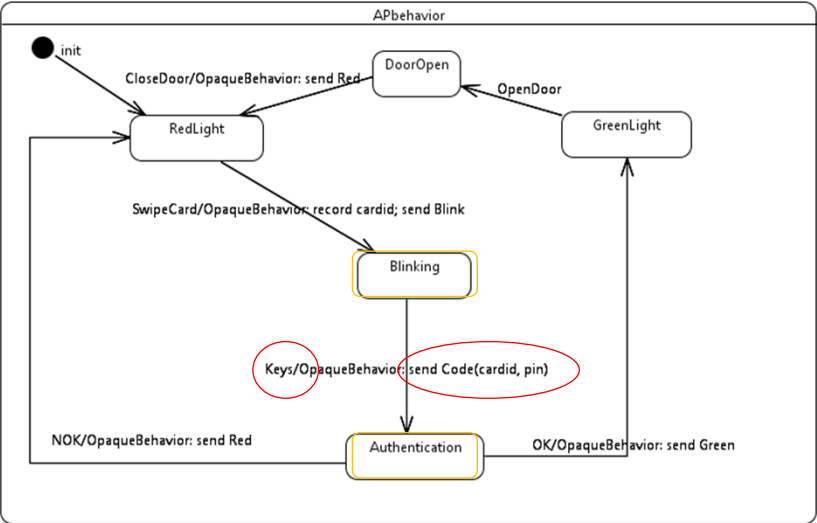 APbehavior
init
DoorOpen
CloseDoor/OpaqueBehavior: send Red
OpenDoor
RedLight
GreenLight
SwipeCard/OpaqueBehavior: record cardid; send Blink
Blinking
Keys/OpaqueBehavior: send Code(cardid, pin)
NOK/OpaqueBehavior: send Red
Authentication
OK/OpaqueBehavior: send Green